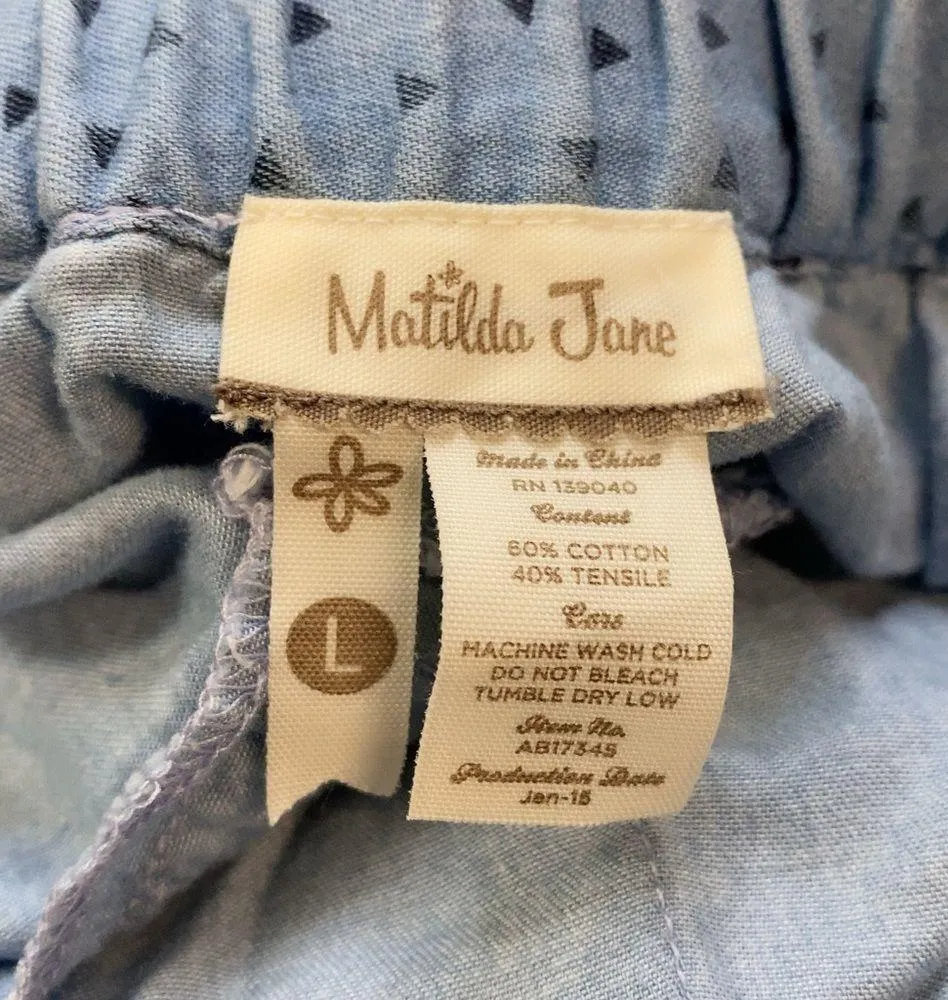 Matilda Jane
L
Made in China
RN 139040
Content
60% COTTON
40% TENSILE
Care
MACHINE WASH COLD
DO NOT BLEACH
TUMBLE DRY LOW
Item No.
AB1734S
Production Date
Jan-15